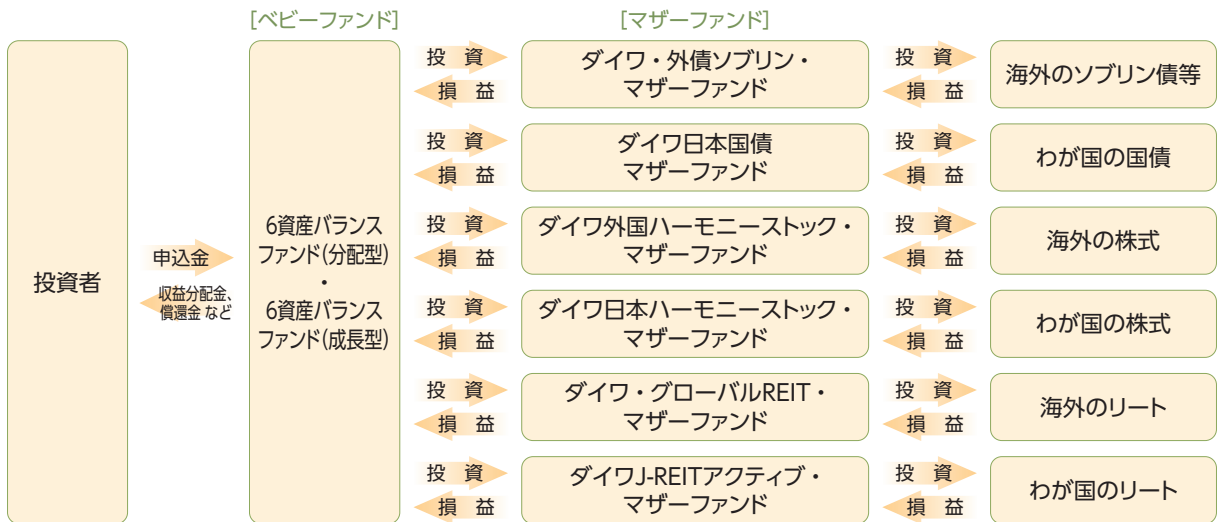 [ベビーファンド]
[マザーファンド]
投資者
申込金
収益分配金、
償還金 など
6資産バランス
ファンド(分配型)
・
6資産バランス
ファンド(成長型)
投 資
損 益
ダイワ・外債ソブリン・
マザーファンド
投 資
損 益
海外のソブリン債等
投 資
損 益
ダイワ日本国債
マザーファンド
投 資
損 益
わが国の国債
投 資
損 益
ダイワ外国ハーモニーストック・
マザーファンド
投 資
損 益
海外の株式
投 資
損 益
ダイワ日本ハーモニーストック・
マザーファンド
投 資
損 益
わが国の株式
投 資
損 益
ダイワ・グローバルREIT・
マザーファンド
投 資
損 益
海外のリート
投 資
損 益
ダイワJ-REITアクティブ・
マザーファンド
投 資
損 益
わが国のリート